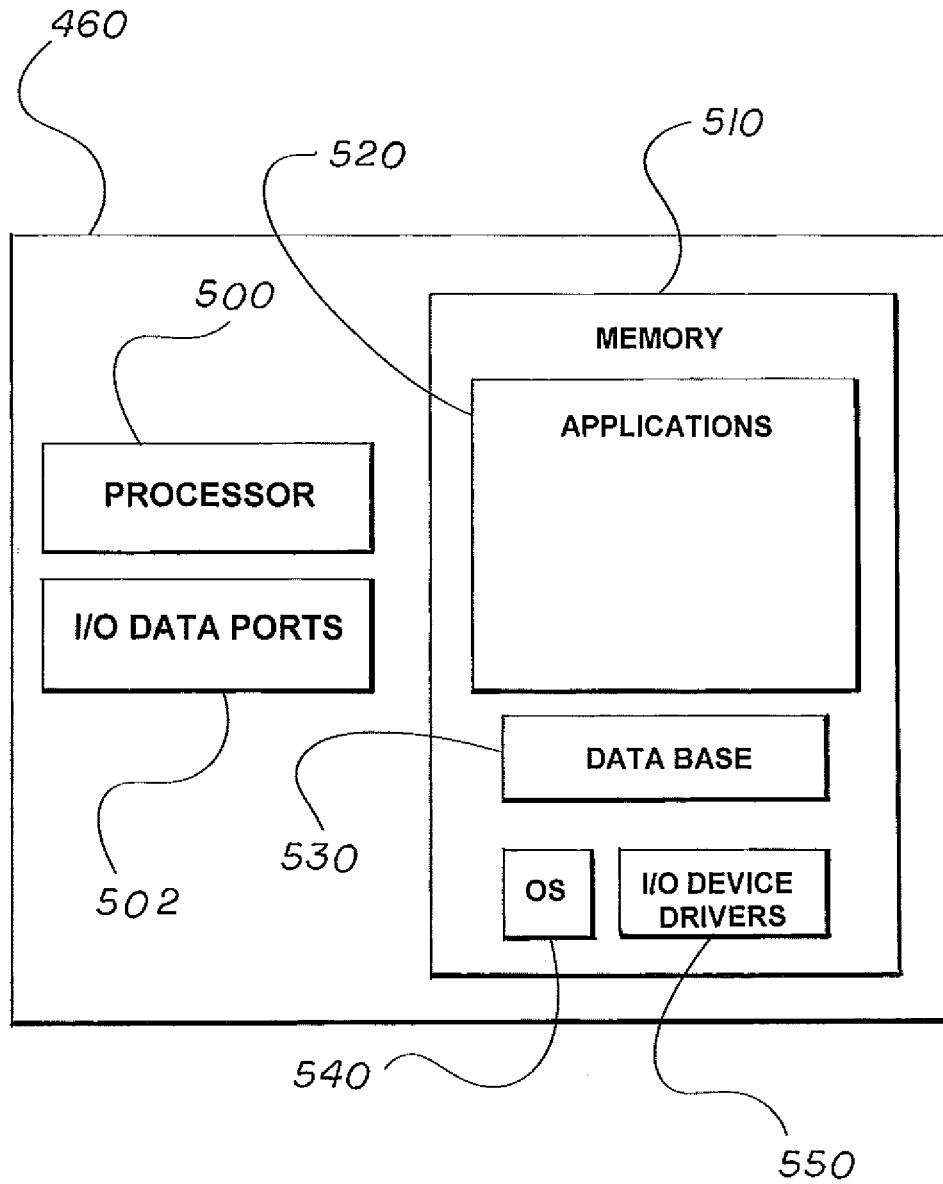 460
510
520
500
MEMORY
APPLICATIONS
PROCESSOR
I/O DATA PORTS
DATA BASE
530
502
OS
I/O DEVICE
DRIVERS
540
550